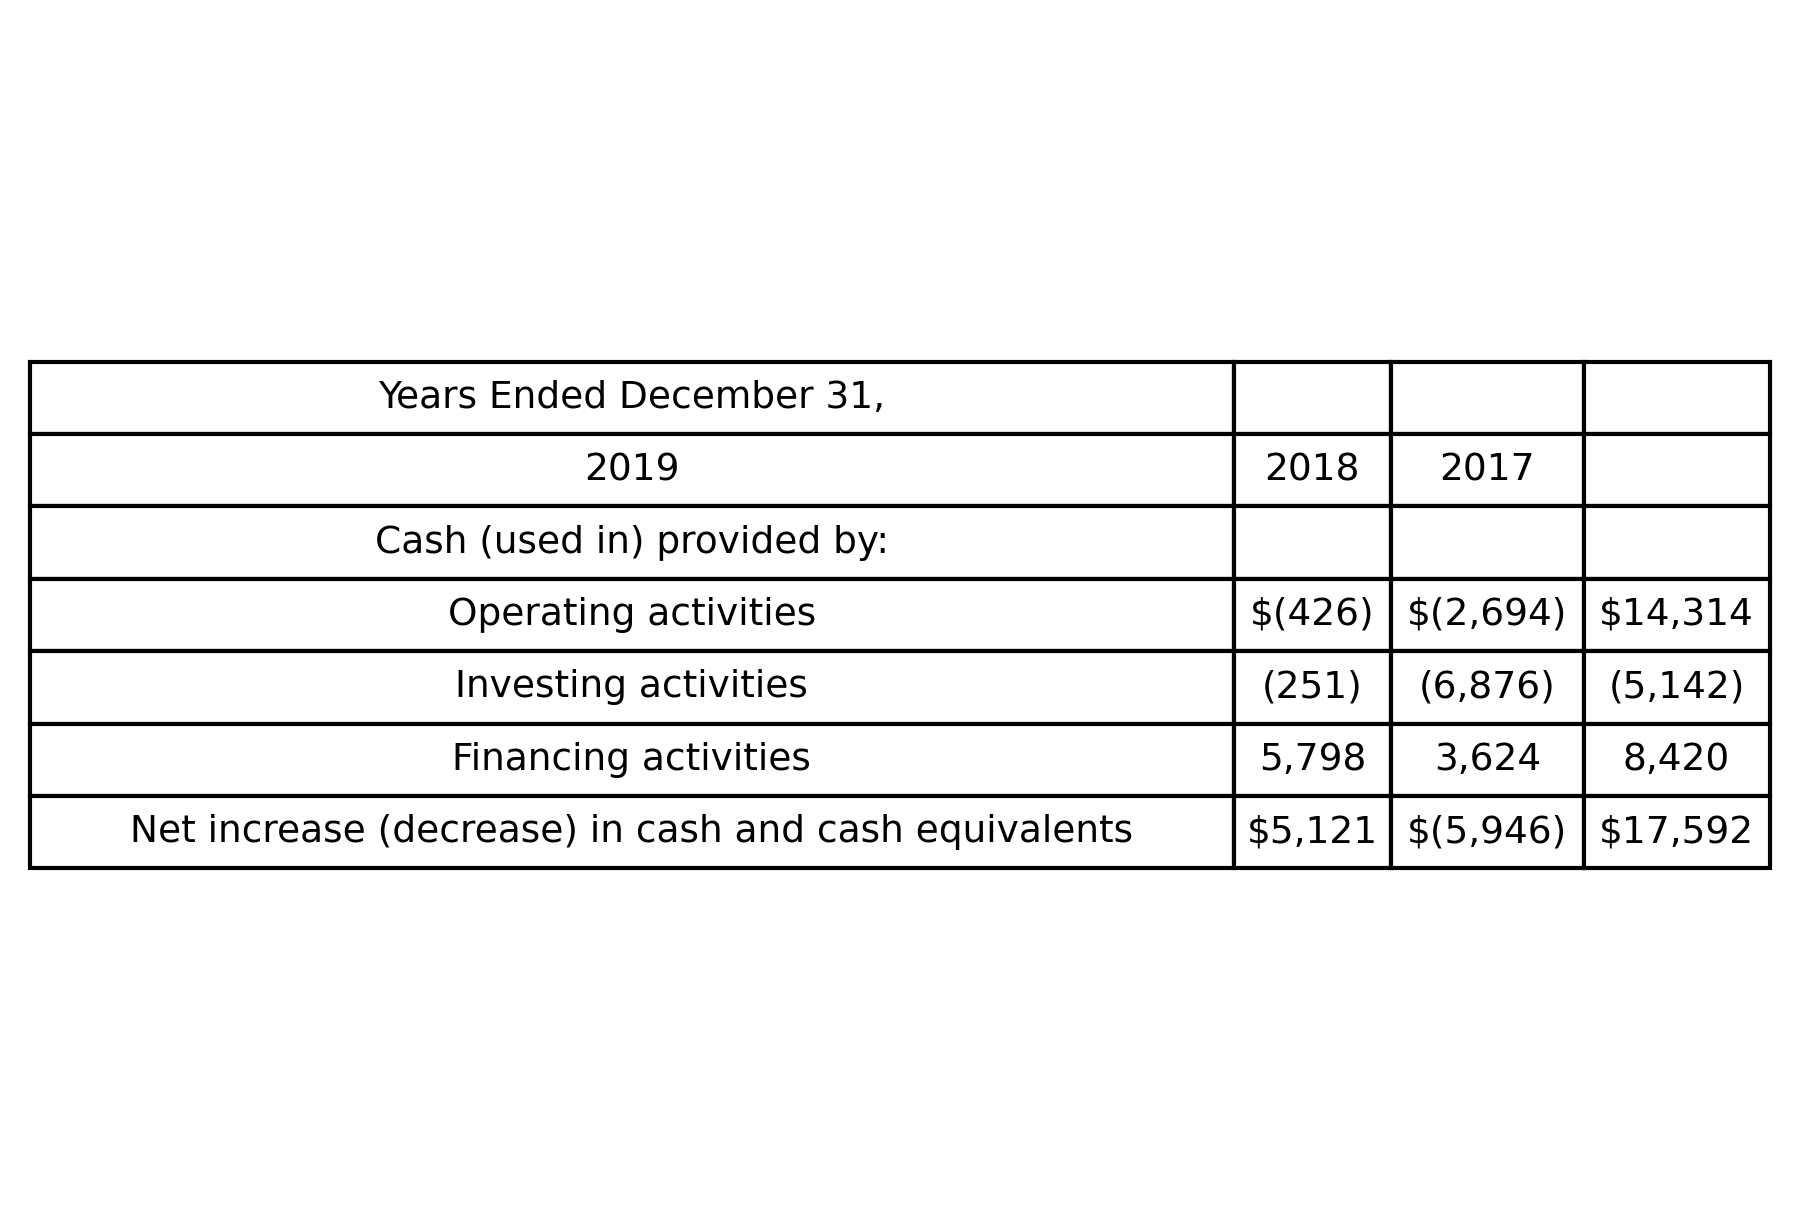 Years Ended December 31,
2019 2018 2017
Cash (used in) provided by:
Operating activities $(426) $(2,694) $14,314
Investing activities (251) (6,876) (5,142)
Financing activities 5,798 3,624 8,420
Net increase (decrease) in cash and cash equivalents $5,121 $(5,946) $17,592